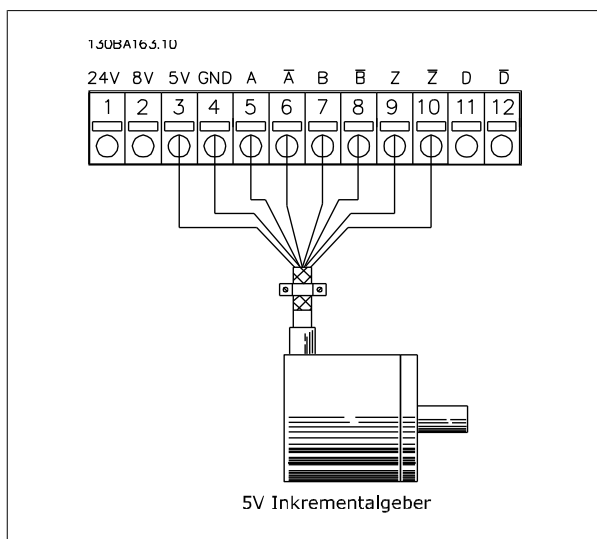 130BA163.10
24V 8V 5V GND A A̅ B B̅ Z Z̅ D D̅
1 2 3 4 5 6 7 8 9 10 11 12
5V Inkrementalgeber